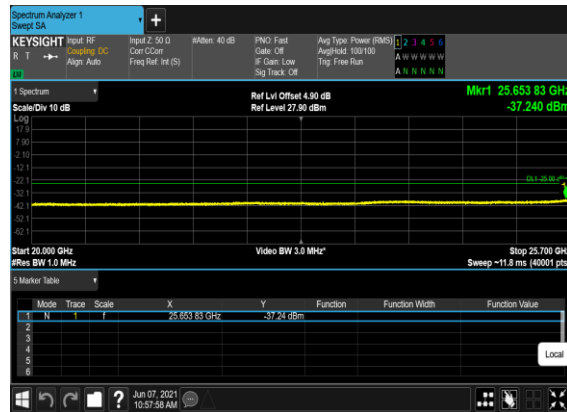 Spectrum Analyzer 1
Swept SA
+
KEYSIGHT Input: RF Input Z: 50 Ω #Atten: 40 dB PNO: Fast Avg Type: Power (RMS) 1 2 3 4 5 6
R T Coupling: DC Corr CCorr Gate: Off Avg|Hold: 100/100 A W W W W W
Align: Auto Freq Ref: Int (S) IF Gain: Low Trig: Free Run
Sig Track: Off A N N N N N
1 Spectrum
Ref Lvl Offset 4.90 dB Mkr1 25.653 83 GHz
Scale/Div 10 dB Ref Level 27.90 dBm -37.240 dBm
Log
17.9
7.90
-2.10
-12.1
-22.1
DL1 -25.00 dBm
-32.1
-42.1
-52.1
-62.1
Start 20.000 GHz Video BW 3.0 MHz* Stop 25.700 GHz
#Res BW 1.0 MHz Sweep ~11.8 ms (40001 pts)
5 Marker Table
Mode Trace Scale X Y Function Function Width Function Value
1 N 1 f 25.653 83 GHz -37.24 dBm
2
3
4
5
6
Local
? Jun 07, 2021
10:57:58 AM